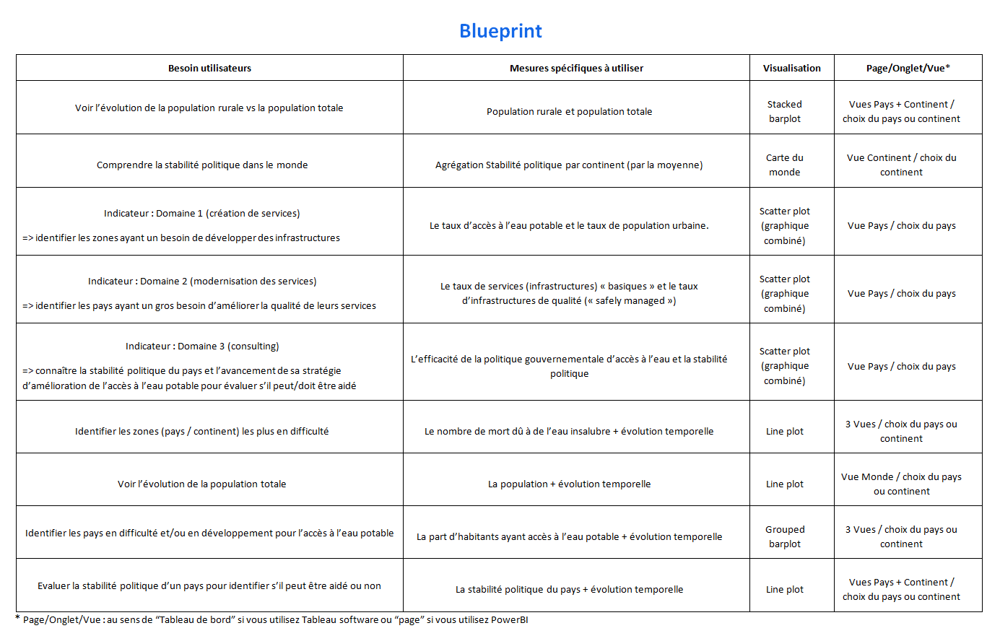 Blueprint
Besoin utilisateurs
Mesures spécifiques à utiliser
Visualisation
Page/Onglet/Vue*
Voir l’évolution de la population rurale vs la population totale
Population rurale et population totale
Stacked
barplot
Vues Pays + Continent /
choix du pays ou continent
Comprendre la stabilité politique dans le monde
Agrégation Stabilité politique par continent (par la moyenne)
Carte du
monde
Vue Continent / choix du
continent
Indicateur : Domaine 1 (création de services)
=> identifier les zones ayant un besoin de développer des infrastructures
Le taux d’accès à l’eau potable et le taux de population urbaine.
Scatter plot
(graphique
combiné)
Vue Pays / choix du pays
Indicateur : Domaine 2 (modernisation des services)
=> identifier les pays ayant un gros besoin d’améliorer la qualité de leurs services
Le taux de services (infrastructures) « basiques » et le taux
d’infrastructures de qualité (« safely managed »)
Scatter plot
(graphique
combiné)
Vue Pays / choix du pays
Indicateur : Domaine 3 (consulting)
=> connaître la stabilité politique du pays et l’avancement de sa stratégie
d’amélioration de l’accès à l’eau potable pour évaluer s’il peut/doit être aidé
L’efficacité de la politique gouvernementale d’accès à l’eau et la stabilité
politique
Scatter plot
(graphique
combiné)
Vue Pays / choix du pays
Identifier les zones (pays / continent) les plus en difficulté
Le nombre de mort dû à de l’eau insalubre + évolution temporelle
Line plot
3 Vues / choix du pays ou
continent
Voir l’évolution de la population totale
La population + évolution temporelle
Line plot
Vue Monde / choix du pays
ou continent
Identifier les pays en difficulté et/ou en développement pour l’accès à l’eau potable
La part d’habitants ayant accès à l’eau potable + évolution temporelle
Grouped
barplot
3 Vues / choix du pays ou
continent
Evaluer la stabilité politique d’un pays pour identifier s’il peut être aidé ou non
La stabilité politique du pays + évolution temporelle
Line plot
Vues Pays + Continent /
choix du pays ou continent
* Page/Onglet/Vue : au sens de “Tableau de bord” si vous utilisez Tableau software ou “page” si vous utilisez PowerBI